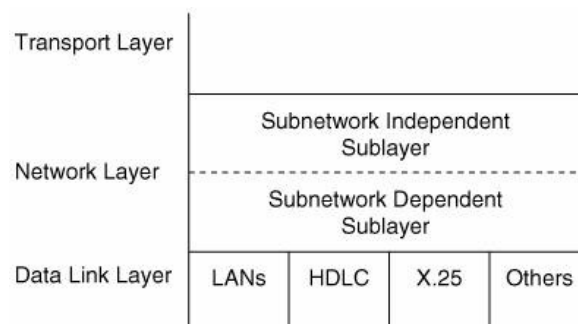 Transport Layer
Subnetwork Independent
Sublayer
Network Layer
Subnetwork Dependent
Sublayer
Data Link Layer
LANs
HDLC
X.25
Others